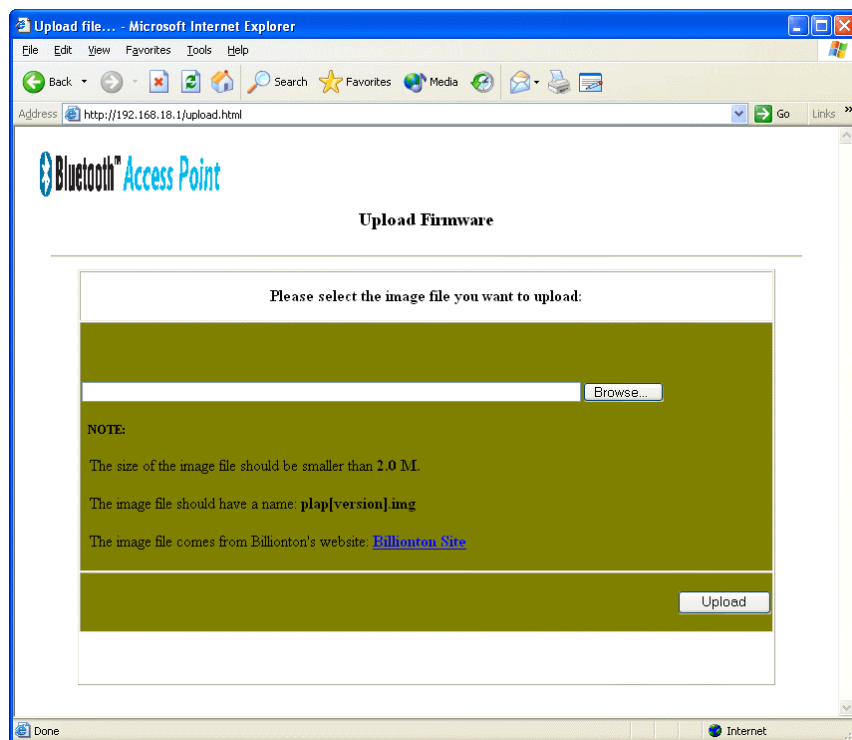 Upload file... - Microsoft Internet Explorer
File Edit View Favorites Tools Help
Back Search Favorites Media
Address http://192.168.18.1/upload.html Go Links »
Bluetooth™ Access Point
Upload Firmware
Please select the image file you want to upload:
Browse...
NOTE:
The size of the image file should be smaller than 2.0 M.
The image file should have a name: plap[version].img
The image file comes from Billionton's website: Billionton Site
Upload
Done Internet